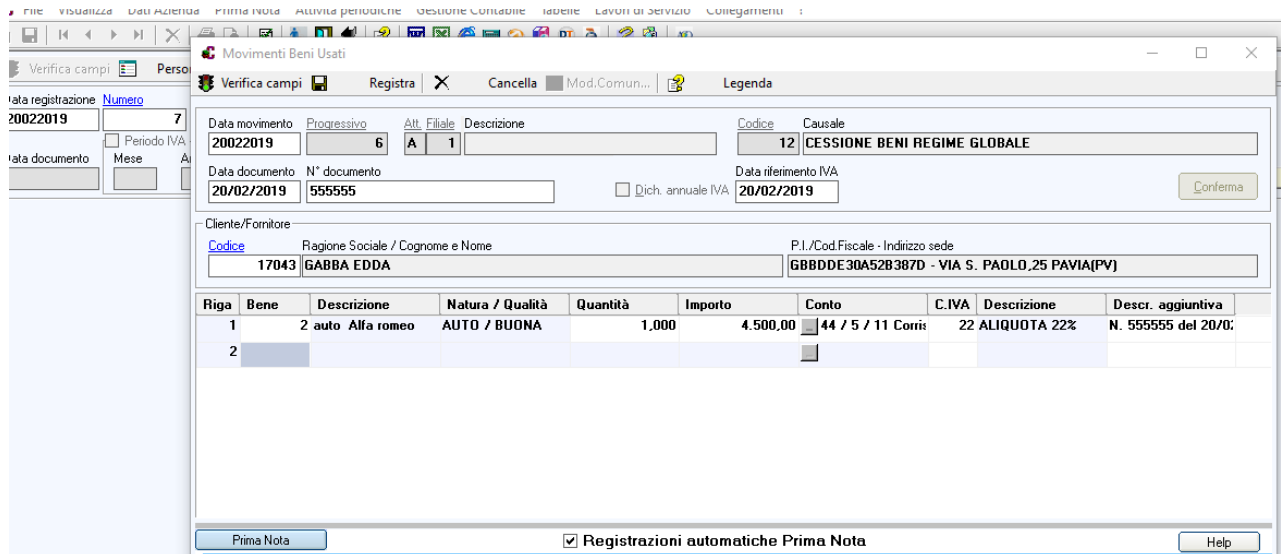 File Visualizza Dati Azienda Prima Nota Attività periodiche Gestione Contabile Tabelle Lavori di Servizio Collegamenti ?
Movimenti Beni Usati
Verifica campi Perso
Verifica campi Registra Cancella Mod.Comun... Legenda
ata registrazione Numero
20022019 7
Periodo IVA
ata documento Mese A
Data movimento Progressivo Att. Filiale Descrizione Codice Causale
20022019 6 A 1 12 CESSIONE BENI REGIME GLOBALE
Data documento N° documento Data riferimento IVA
20/02/2019 555555 Dich. annuale IVA 20/02/2019 Conferma
Cliente/Fornitore
Codice Ragione Sociale / Cognome e Nome P.I./Cod.Fiscale - Indirizzo sede
17043 GABBA EDDA GBBDDE30A52B387D - VIA S. PAOLO,25 PAVIA(PV)
Riga Bene Descrizione Natura / Qualità Quantità Importo Conto C.IVA Descrizione Descr. aggiuntiva
1 2 auto Alfa romeo AUTO / BUONA 1,000 4.500,00 ... 44 / 5 / 11 Corris 22 ALIQUOTA 22% N. 555555 del 20/02
2
Prima Nota Registrazioni automatiche Prima Nota Help